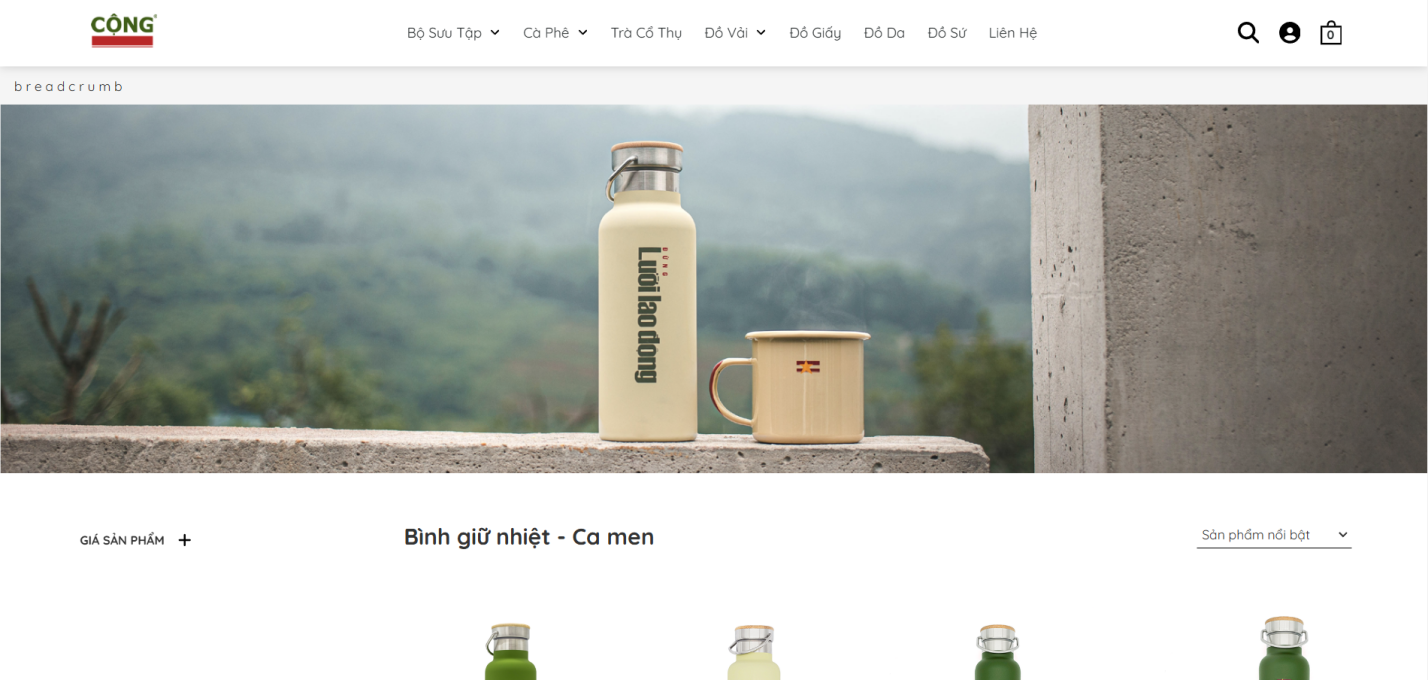 CỘNG®
Bộ Sưu Tập
Cà Phê
Trà Cổ Thụ
Đồ Vải
Đồ Giấy
Đồ Da
Đồ Sứ
Liên Hệ
0
breadcrumb
ĐỪNG
Lười lao động
GIÁ SẢN PHẨM +
Bình giữ nhiệt - Ca men
Sản phẩm nổi bật